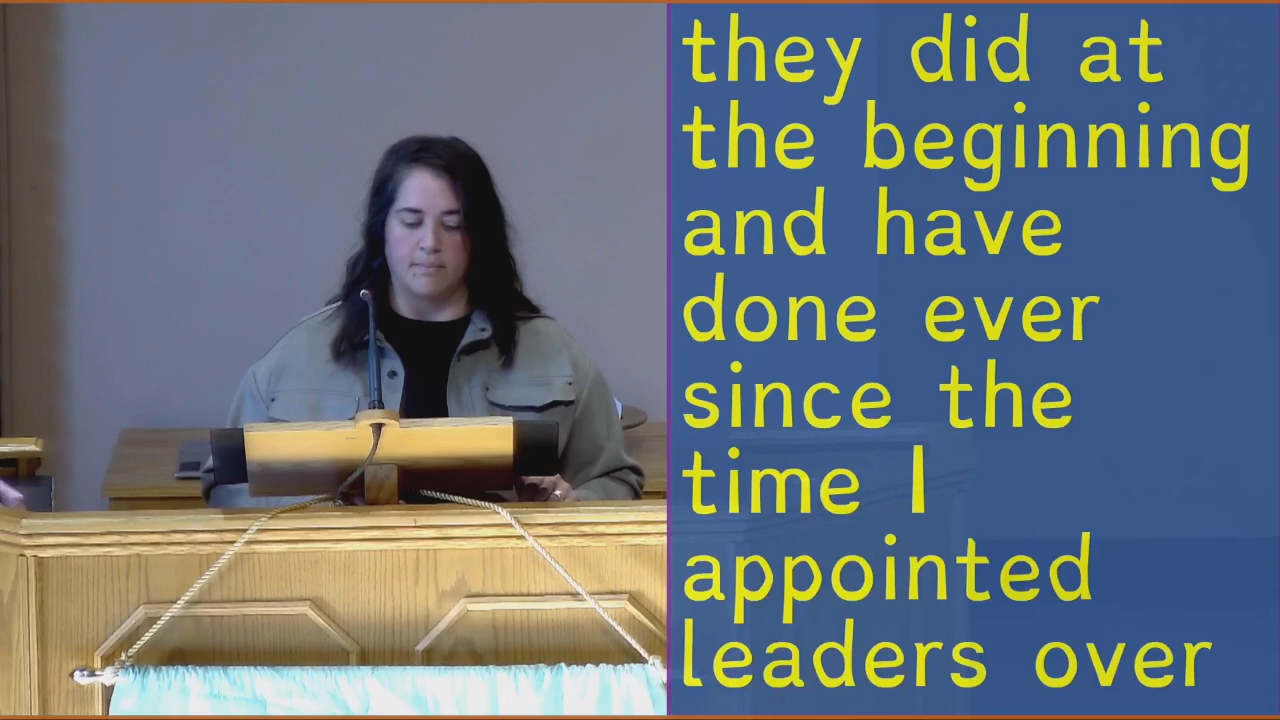 they did at
the beginning
and have
done ever
since the
time I
appointed
leaders over